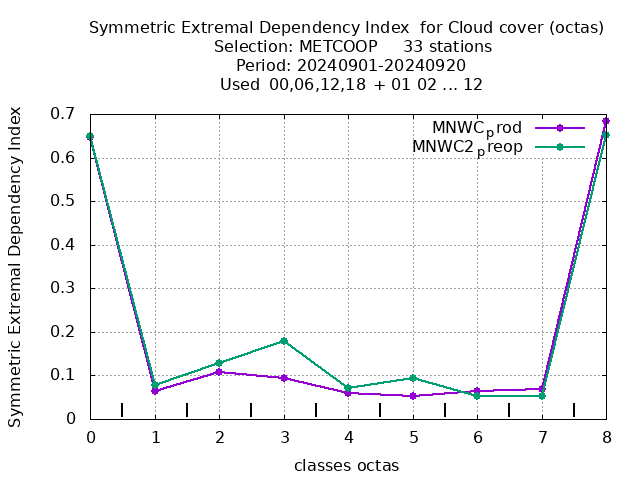 Symmetric Extremal Dependency Index  for Cloud cover (octas)
Selection: METCOOP     33 stations
Period: 20240901-20240920
Used  00,06,12,18  + 01 02 ... 12
MNWCprod
MNWC2preop
0.7
0.6
0.5
0.4
0.3
0.2
0.1
0
Symmetric Extremal Dependency Index
0 1 2 3 4 5 6 7 8
classes octas